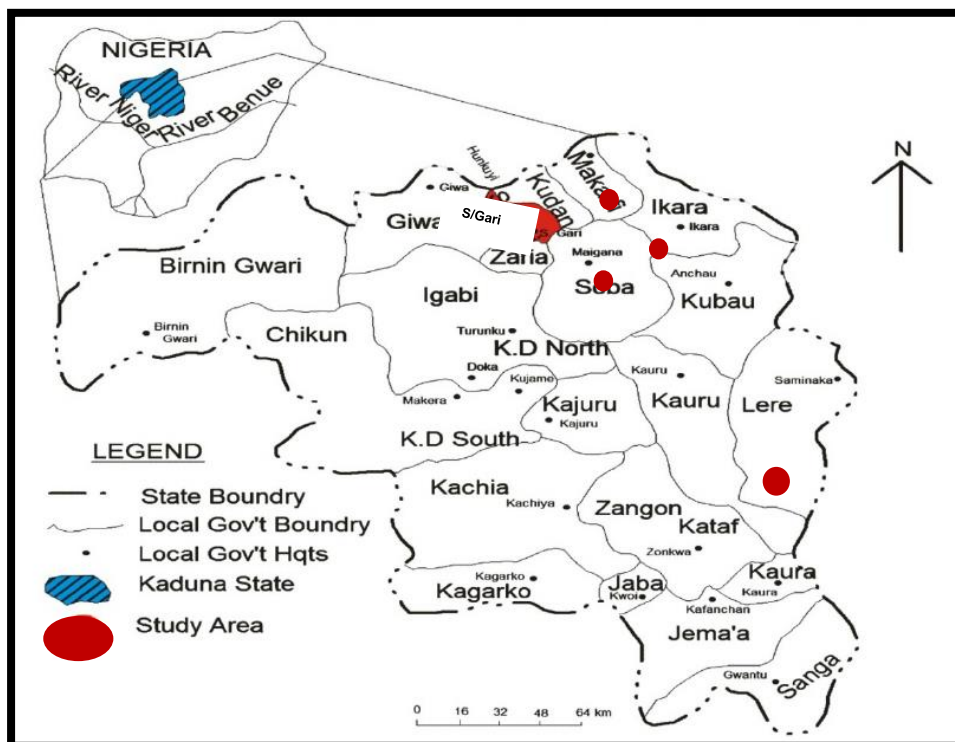 NIGERIA
River Niger
River Benue
N
Hunkuyi
Giwa
Kudan
Ikara
Ikara
S/Gari
Gari
Maigana
Soba
Zaria
Anchau
Kubau
Birnin Gwari
Birnin
Gwari
Igabi
Turunku
Chikun
K.D North
Doka
Kujame
Makera
Kajuru
Kajuru
Kauru
Kauru
Saminaka
Lere
K.D South
LEGEND
State Boundry
Local Gov't Boundry
Local Gov't Hqts
Kaduna State
Study Area
Kachia
Kachiya
Zangon
Kataf
Zonkwa
Kagarko
Kagarko
Jaba
Kwoi
Kaura
Kaura
Kafanchan
Jema'a
Gwantu
Sanga
0 16 32 48 64 km